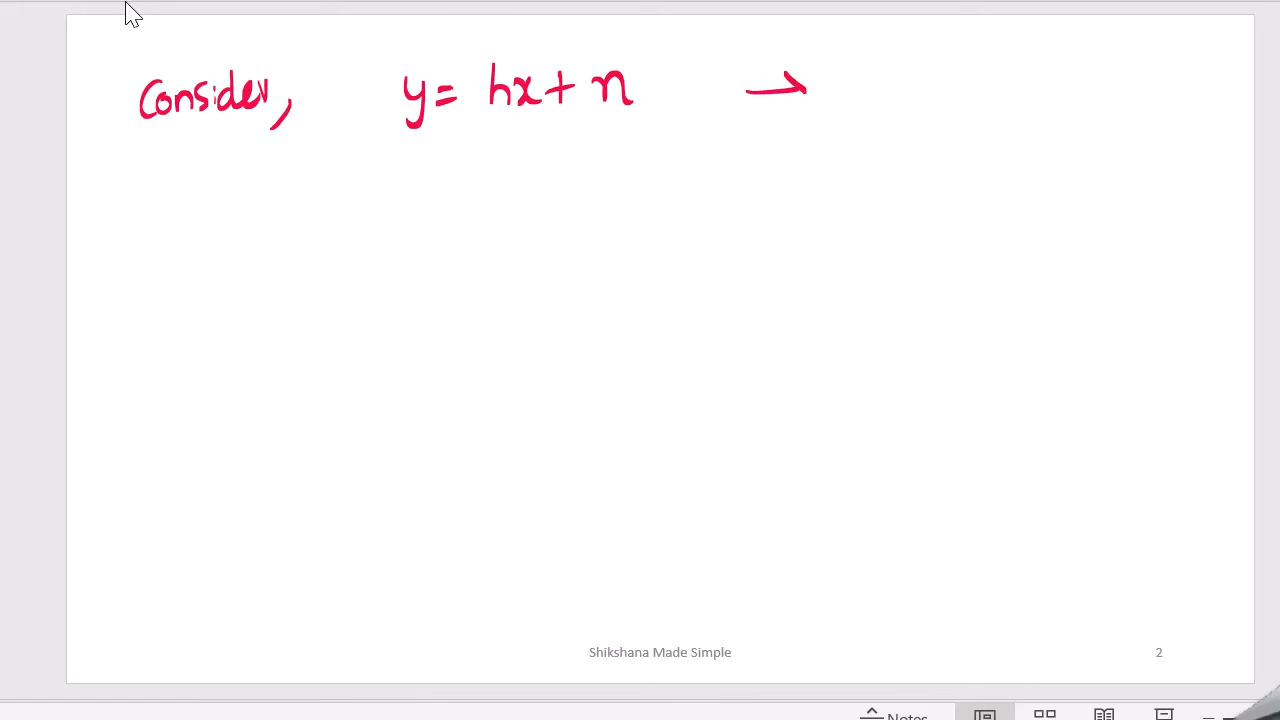 Consider, y = hx + n →
Shikshana Made Simple 2
Notes